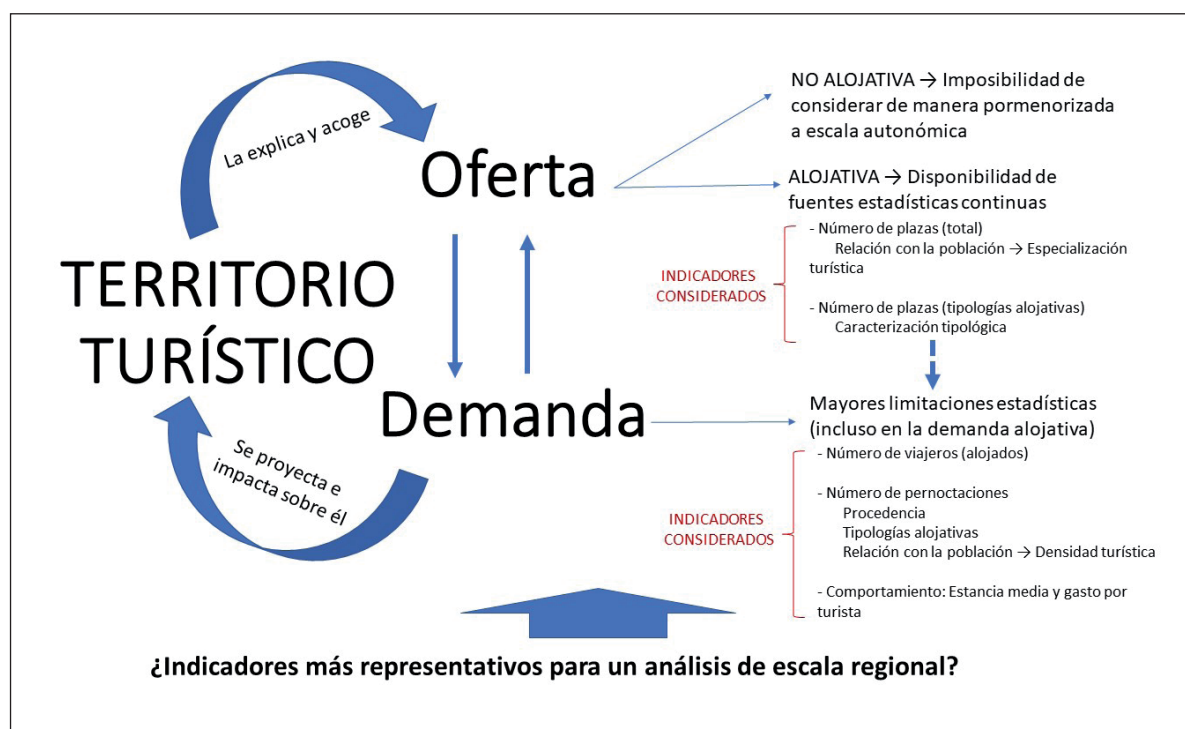 La explica y acoge
TERRITORIO
TURÍSTICO
Se proyecta e
impacta sobre él
Oferta
Demanda
NO ALOJATIVA → Imposibilidad de
considerar de manera pormenorizada
a escala autonómica
ALOJATIVA → Disponibilidad de
fuentes estadísticas continuas
INDICADORES
CONSIDERADOS
- Número de plazas (total)
Relación con la población → Especialización
turística
- Número de plazas (tipologías alojativas)
Caracterización tipológica
Mayores limitaciones estadísticas
(incluso en la demanda alojativa)
INDICADORES
CONSIDERADOS
- Número de viajeros (alojados)
- Número de pernoctaciones
Procedencia
Tipologías alojativas
Relación con la población → Densidad turística
- Comportamiento: Estancia media y gasto por
turista
¿Indicadores más representativos para un análisis de escala regional?